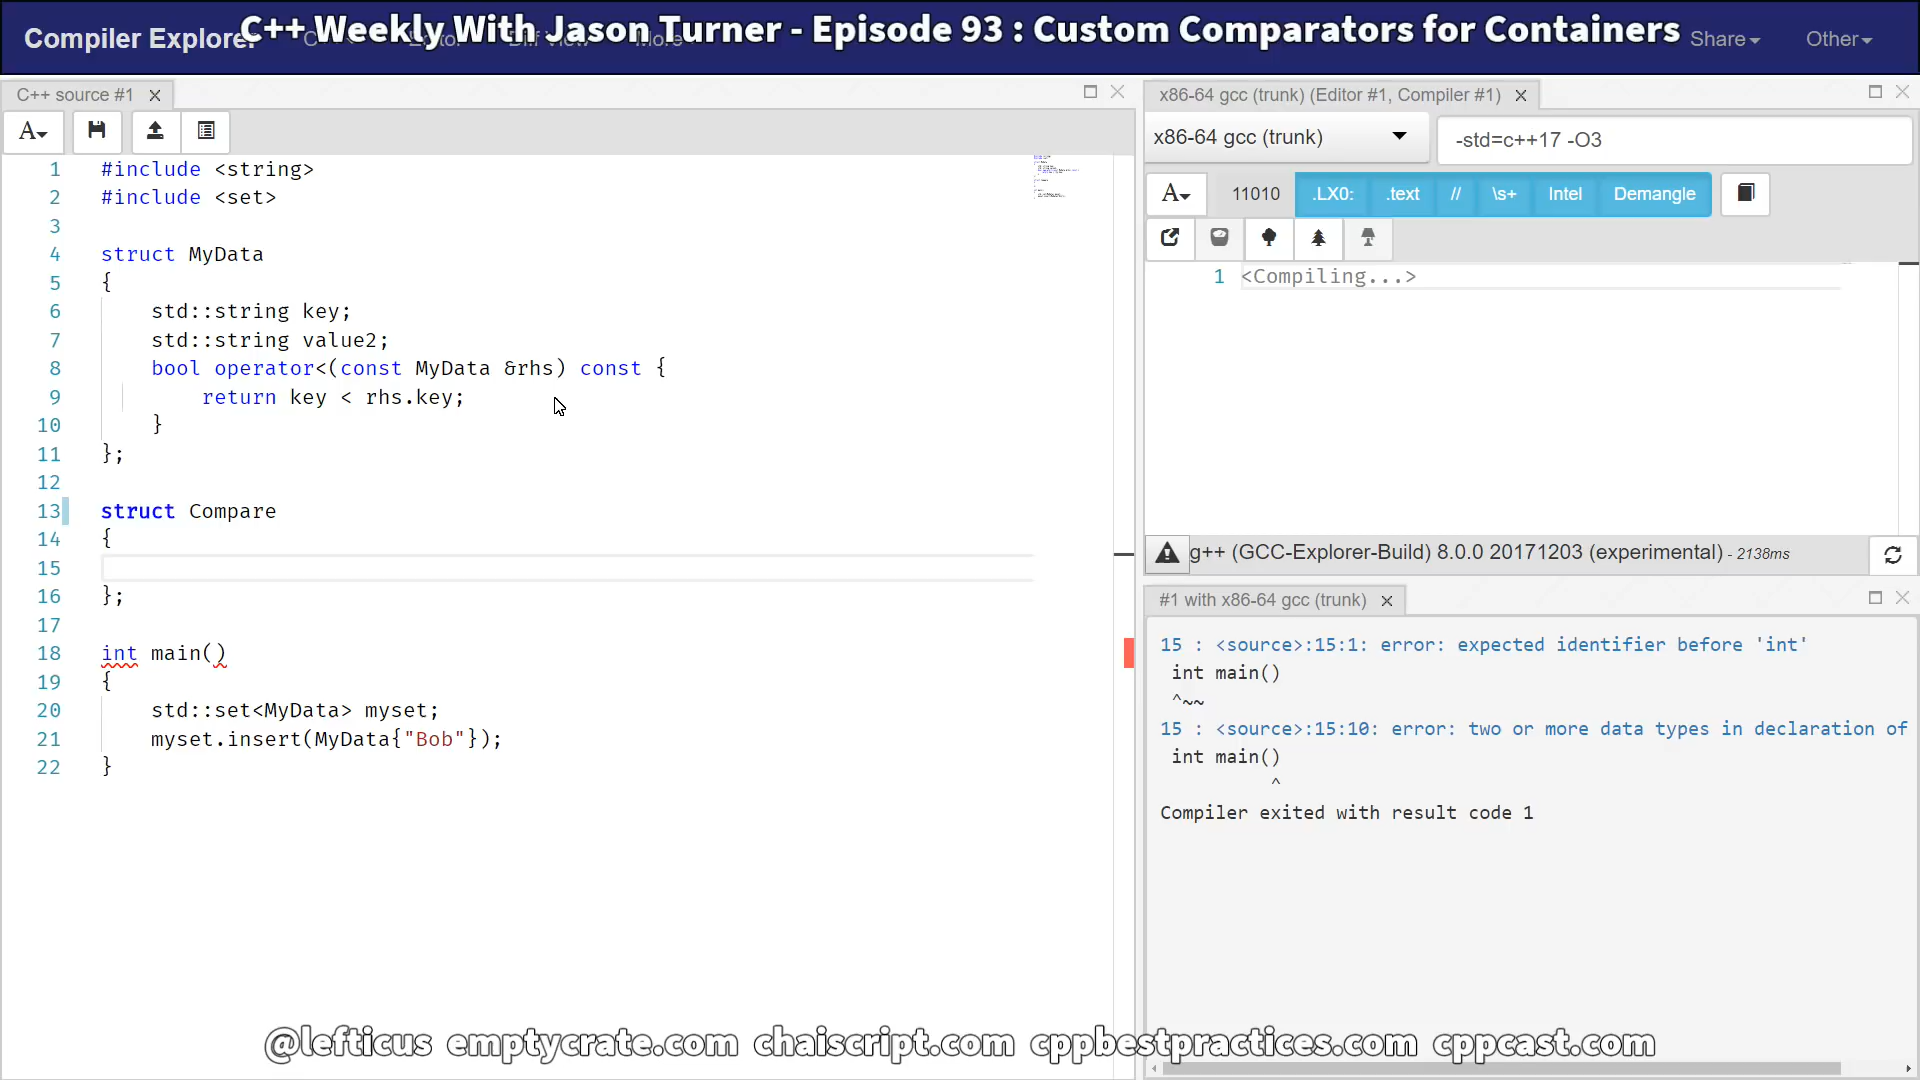 C++ Weekly With Jason Turner - Episode 93 : Custom Comparators for Containers
Compiler Explorer
Share
Other
C++ source #1
A
1 #include <string>
2 #include <set>
3
4 struct MyData
5 {
6 std::string key;
7 std::string value2;
8 bool operator<(const MyData &rhs) const {
9 return key < rhs.key;
10 }
11 };
12
13 struct Compare
14 {
15
16 };
17
18 int main()
19 {
20 std::set<MyData> myset;
21 myset.insert(MyData{"Bob"});
22 }
x86-64 gcc (trunk) (Editor #1, Compiler #1)
x86-64 gcc (trunk)
-std=c++17 -O3
A 11010 .LX0: .text // \s+ Intel Demangle
1 <Compiling...>
g++ (GCC-Explorer-Build) 8.0.0 20171203 (experimental) - 2138ms
#1 with x86-64 gcc (trunk)
15 : <source>:15:1: error: expected identifier before 'int'
int main()
^~~
15 : <source>:15:10: error: two or more data types in declaration of
int main()
^
Compiler exited with result code 1
@lefticus emptycrate.com chaiscript.com cppbestpractices.com cppcast.com